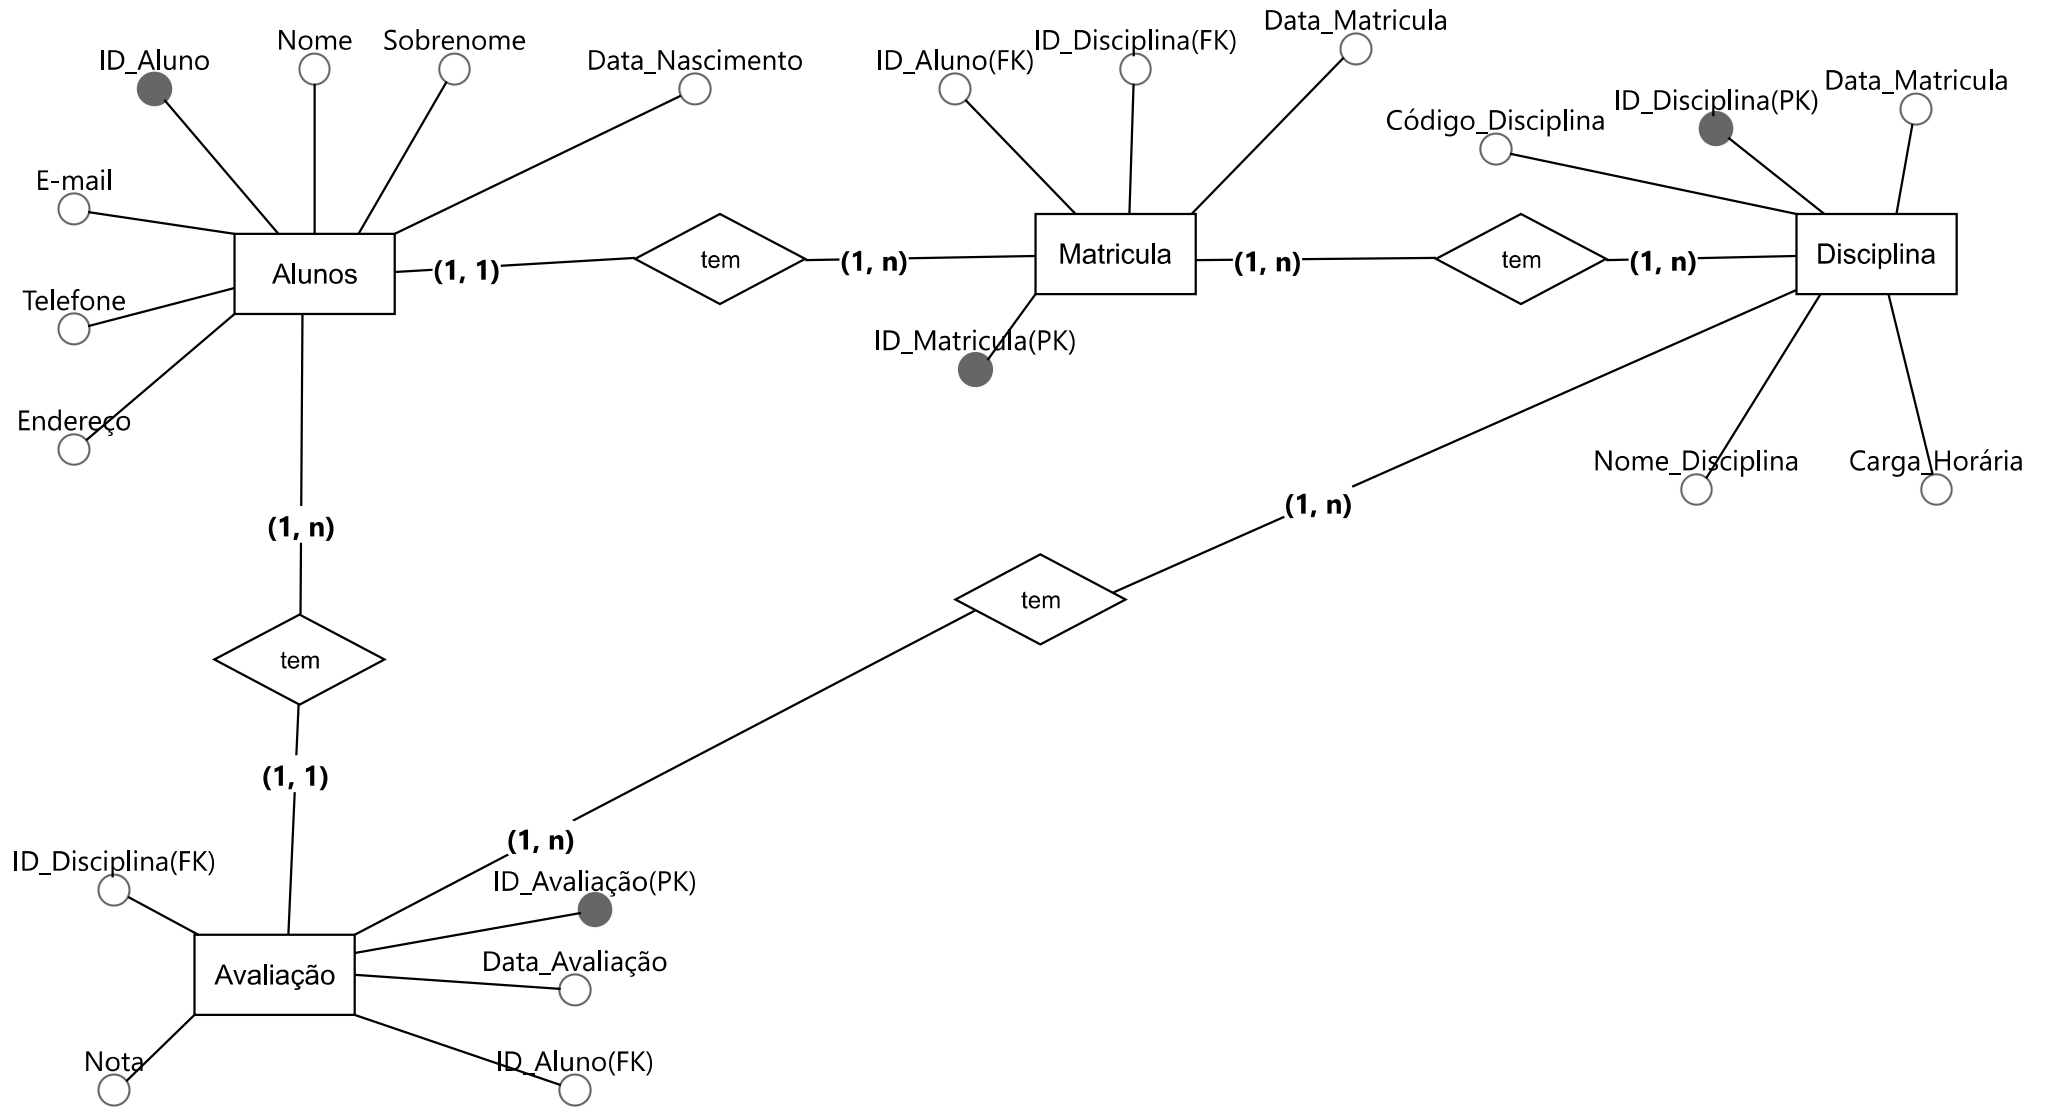 Data_Matricula
Nome
Sobrenome
ID_Disciplina(FK)
ID_Aluno
Data_Nascimento
ID_Aluno(FK)
Data_Matricula
ID_Disciplina(PK)
Código_Disciplina
E-mail
Alunos
(1, 1)
tem
(1, n)
Matricula
(1, n)
tem
(1, n)
Disciplina
Telefone
ID_Matricula(PK)
Endereço
Nome_Disciplina
Carga_Horária
(1, n)
(1, n)
tem
tem
(1, 1)
(1, n)
ID_Disciplina(FK)
ID_Avaliação(PK)
Data_Avaliação
Avaliação
Nota
ID_Aluno(FK)